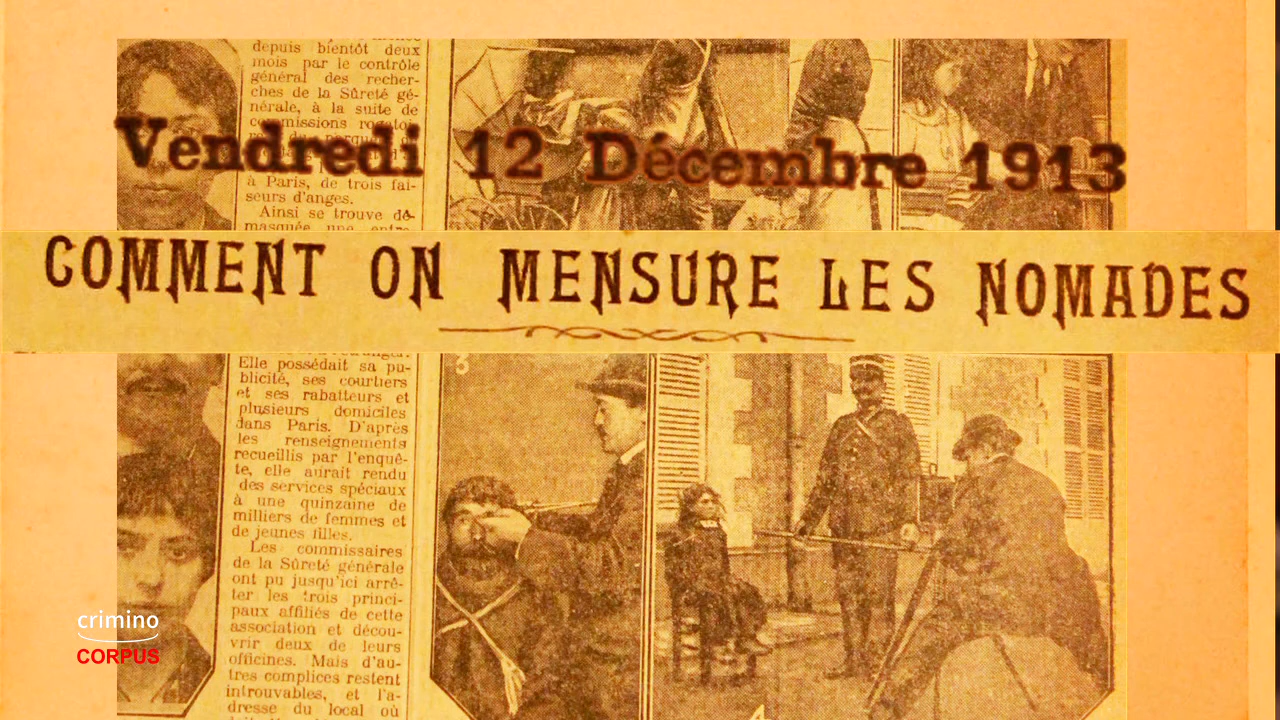 depuis bientôt deux
mois par le contrôle
général des recher-
ches de la Sûreté gé-
nérale, à la suite de
commissions rogatoi-
Vendredi 12 Décembre 1913
à Paris, de trois fai-
seurs d'anges.
Ainsi se trouve dé-
masquée une entre-
COMMENT ON MENSURE LES NOMADES
Elle possédait sa pu-
blicité, ses courtiers
et ses rabatteurs et
plusieurs domiciles
dans Paris. D'après
les renseignements
recueillis par l'enquê-
te, elle aurait rendu
des services spéciaux
à une quinzaine de
milliers de femmes et
de jeunes filles.
Les commissaires
de la Sûreté générale
ont pu jusqu'ici arrê-
ter les trois princi-
paux affiliés de cette
association et décou-
vrir deux de leurs
officines. Mais d'au-
tres complices restent
introuvables, et l'a-
dresse du local où
3
4
crimino
CORPUS